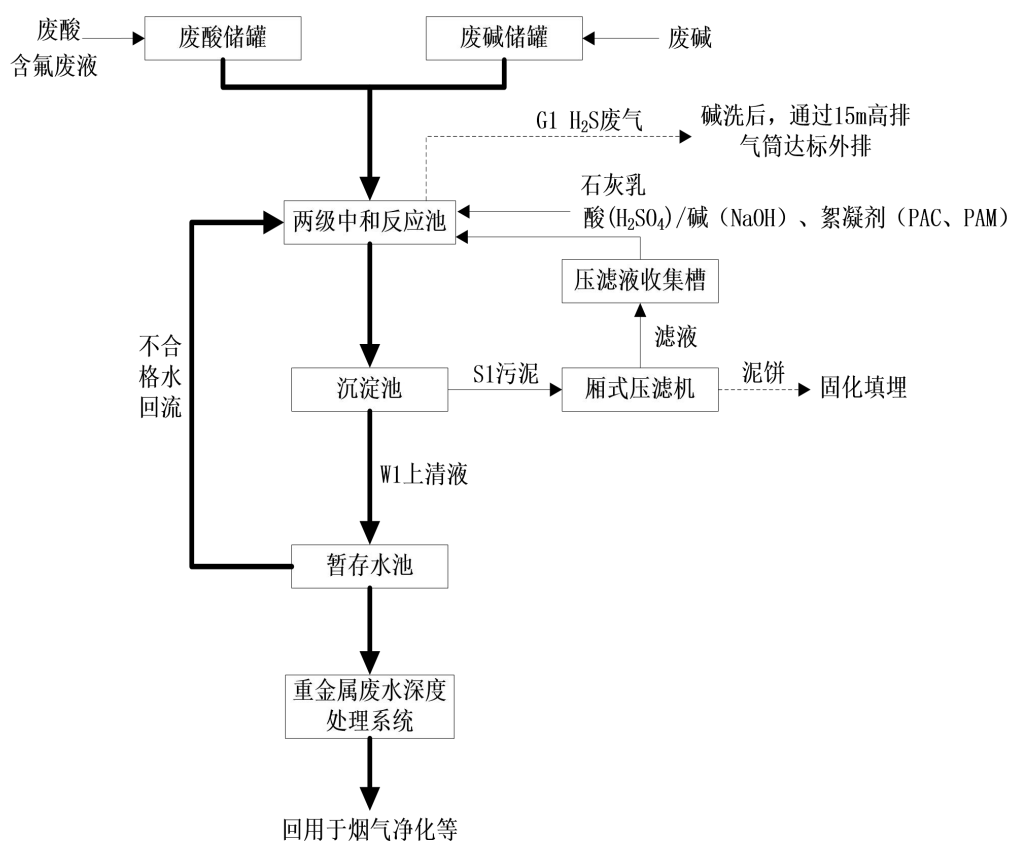 废酸
含氟废液
废酸储罐
废碱储罐
废碱
G1 H₂S废气
碱洗后，通过15m高排
气筒达标外排
石灰乳
酸(H₂SO₄)/碱（NaOH）、絮凝剂（PAC、PAM）
两级中和反应池
压滤液收集槽
滤液
不合
格水
回流
沉淀池
S1污泥
厢式压滤机
泥饼
固化填埋
W1上清液
暂存水池
重金属废水深度
处理系统
回用于烟气净化等